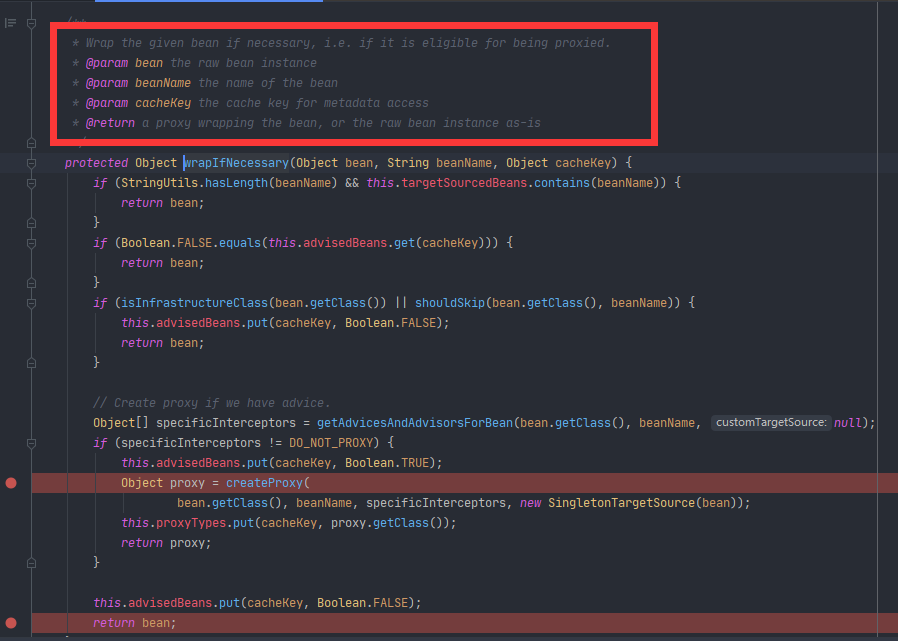 /**
* Wrap the given bean if necessary, i.e. if it is eligible for being proxied.
* @param bean the raw bean instance
* @param beanName the name of the bean
* @param cacheKey the cache key for metadata access
* @return a proxy wrapping the bean, or the raw bean instance as-is
*/
protected Object wrapIfNecessary(Object bean, String beanName, Object cacheKey) {
if (StringUtils.hasLength(beanName) && this.targetSourcedBeans.contains(beanName)) {
return bean;
}
if (Boolean.FALSE.equals(this.advisedBeans.get(cacheKey))) {
return bean;
}
if (isInfrastructureClass(bean.getClass()) || shouldSkip(bean.getClass(), beanName)) {
this.advisedBeans.put(cacheKey, Boolean.FALSE);
return bean;
}
// Create proxy if we have advice.
Object[] specificInterceptors = getAdvicesAndAdvisorsForBean(bean.getClass(), beanName, customTargetSource: null);
if (specificInterceptors != DO_NOT_PROXY) {
this.advisedBeans.put(cacheKey, Boolean.TRUE);
Object proxy = createProxy(
bean.getClass(), beanName, specificInterceptors, new SingletonTargetSource(bean));
this.proxyTypes.put(cacheKey, proxy.getClass());
return proxy;
}
this.advisedBeans.put(cacheKey, Boolean.FALSE);
return bean;